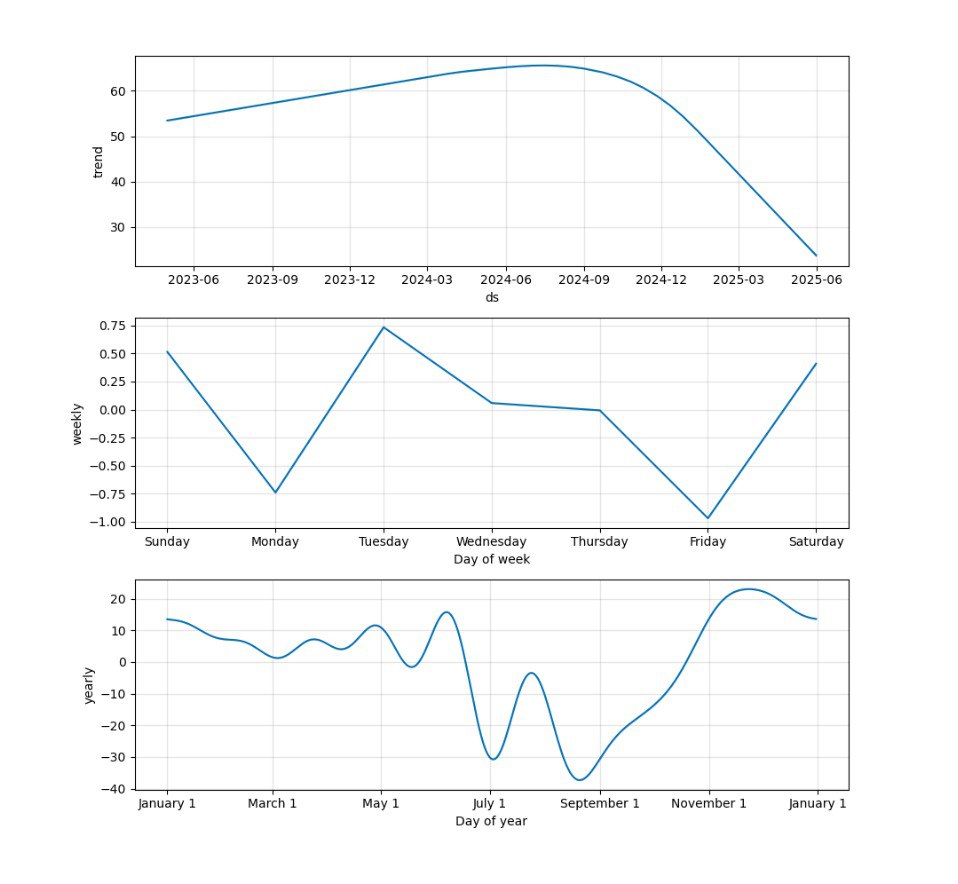 60
50
40
30
trend
2023-06 2023-09 2023-12 2024-03 2024-06 2024-09 2024-12 2025-03 2025-06
ds
0.75
0.50
0.25
0.00
−0.25
−0.50
−0.75
−1.00
weekly
Sunday Monday Tuesday Wednesday Thursday Friday Saturday
Day of week
20
10
0
−10
−20
−30
−40
yearly
January 1 March 1 May 1 July 1 September 1 November 1 January 1
Day of year